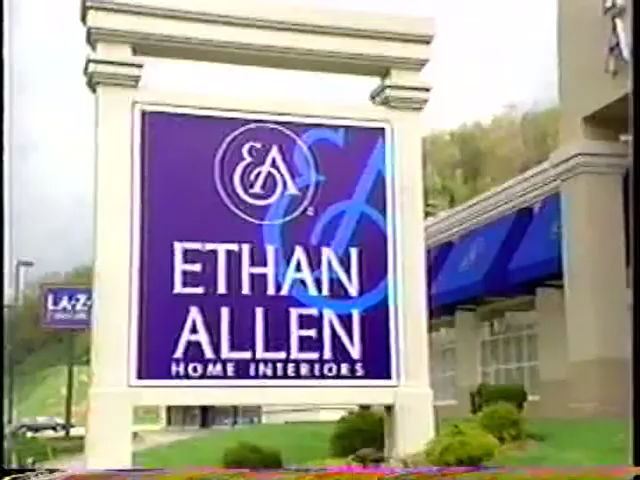 EA
®
ETHAN
ALLEN
HOME INTERIORS
LA-Z-